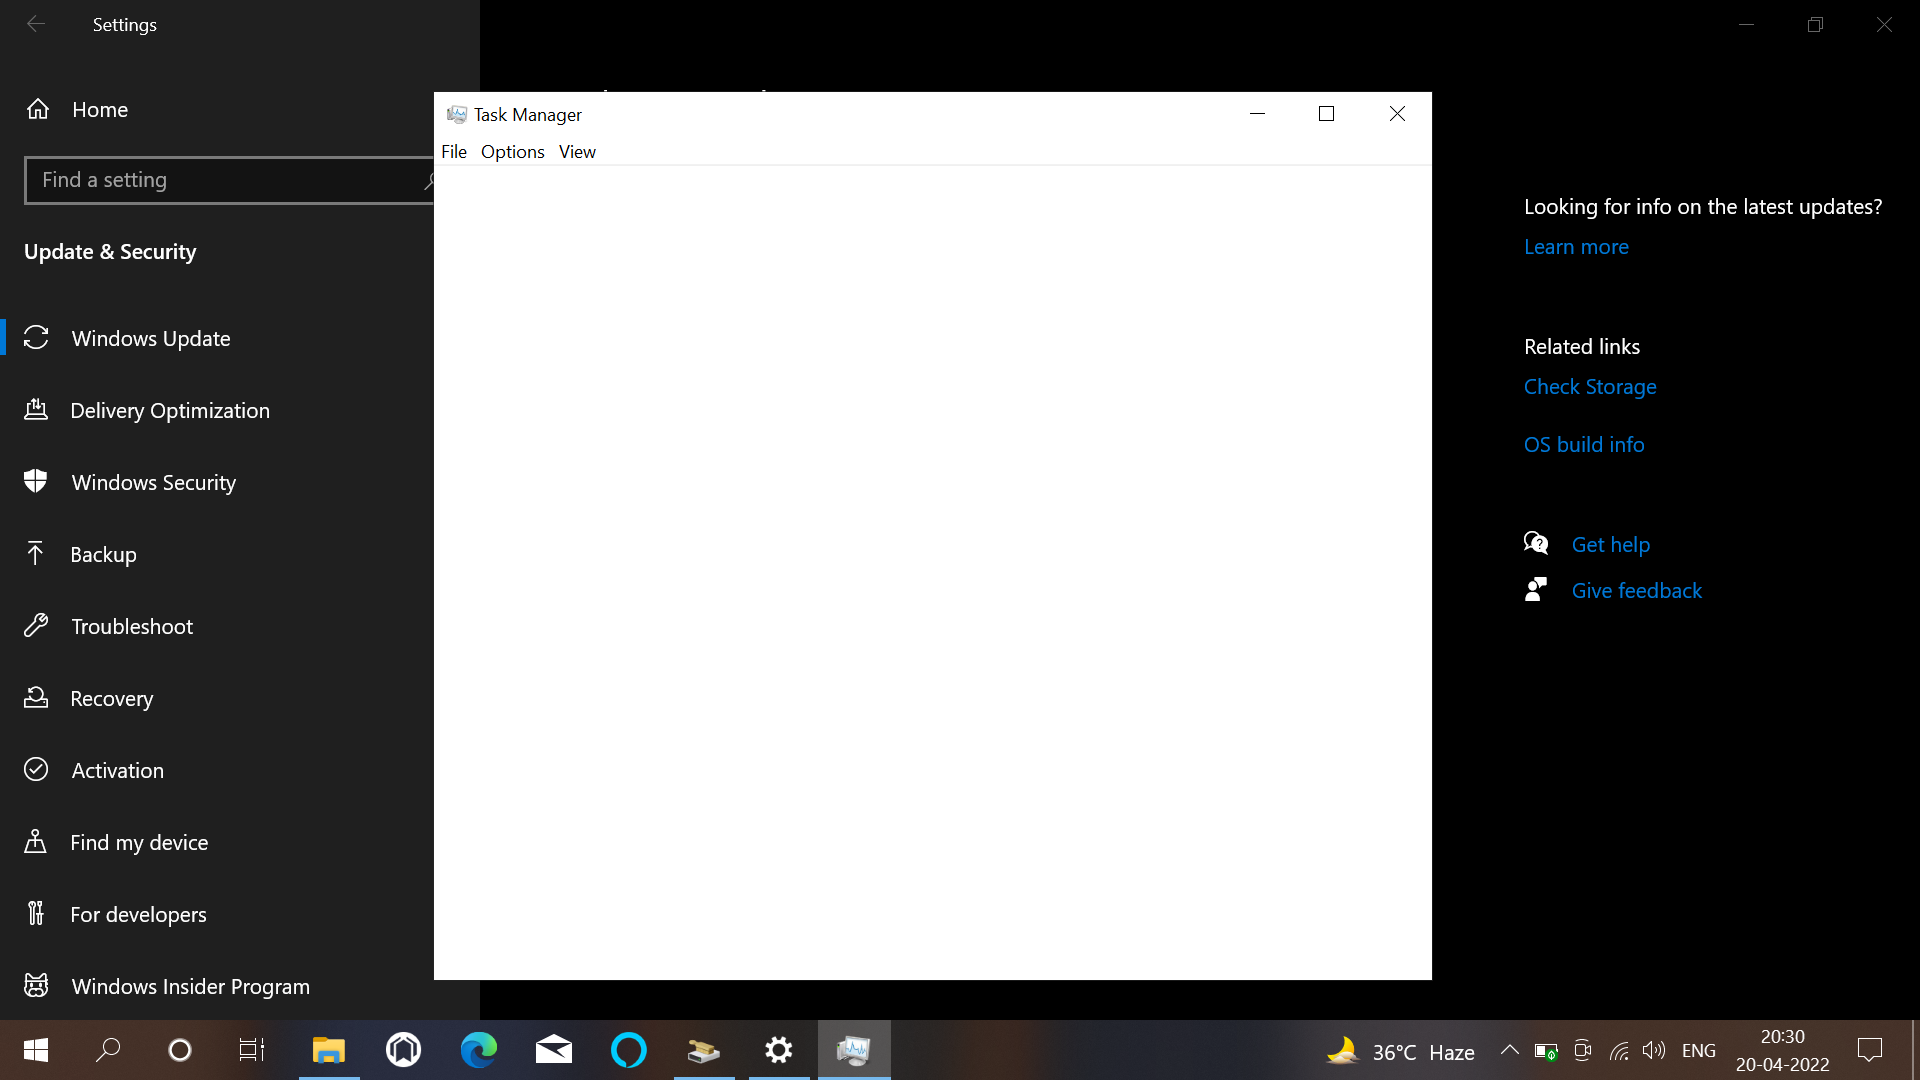 Settings
Home
Find a setting
Update & Security
Windows Update
Delivery Optimization
Windows Security
Backup
Troubleshoot
Recovery
Activation
Find my device
For developers
Windows Insider Program
Task Manager
File Options View
Looking for info on the latest updates?
Learn more
Related links
Check Storage
OS build info
Get help
Give feedback
36°C Haze
ENG
20:30
20-04-2022